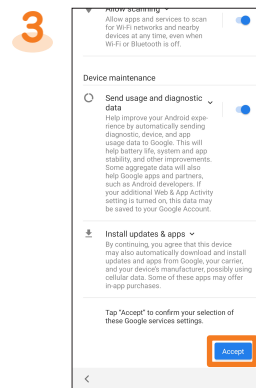 3
Allow scanning
Allow apps and services to scan
for Wi-Fi networks and nearby
devices at any time, even when
Wi-Fi or Bluetooth is off.
Device maintenance
Send usage and diagnostic
data
Help improve your Android expe-
rience by automatically sending
diagnostic, device, and app
usage data to Google. This will
help battery life, system and app
stability, and other improvements.
Some aggregate data will also
help Google apps and partners,
such as Android developers. If
your additional Web & App Activity
setting is turned on, this data may
be saved to your Google Account.
Install updates & apps
By continuing, you agree that this device
may also automatically download and install
updates and apps from Google, your carrier,
and your device's manufacturer, possibly using
cellular data. Some of these apps may offer
in-app purchases.
Tap "Accept" to confirm your selection of
these Google services settings.
Accept